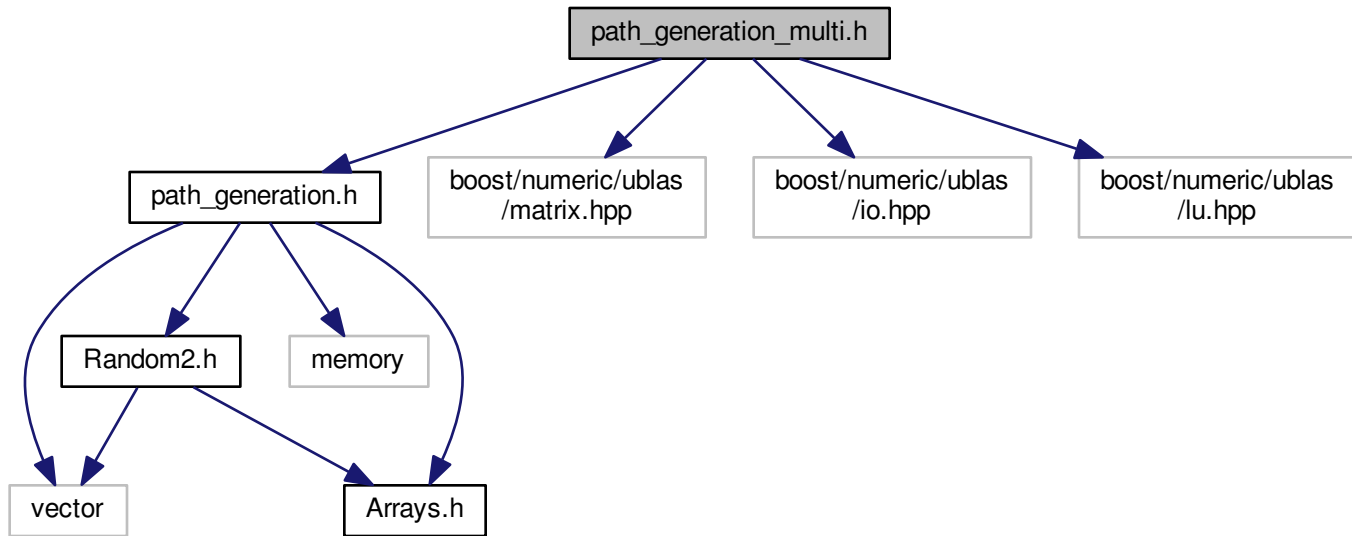 path_generation_multi.h
path_generation.h
boost/numeric/ublas
/matrix.hpp
boost/numeric/ublas
/io.hpp
boost/numeric/ublas
/lu.hpp
Random2.h
memory
vector
Arrays.h